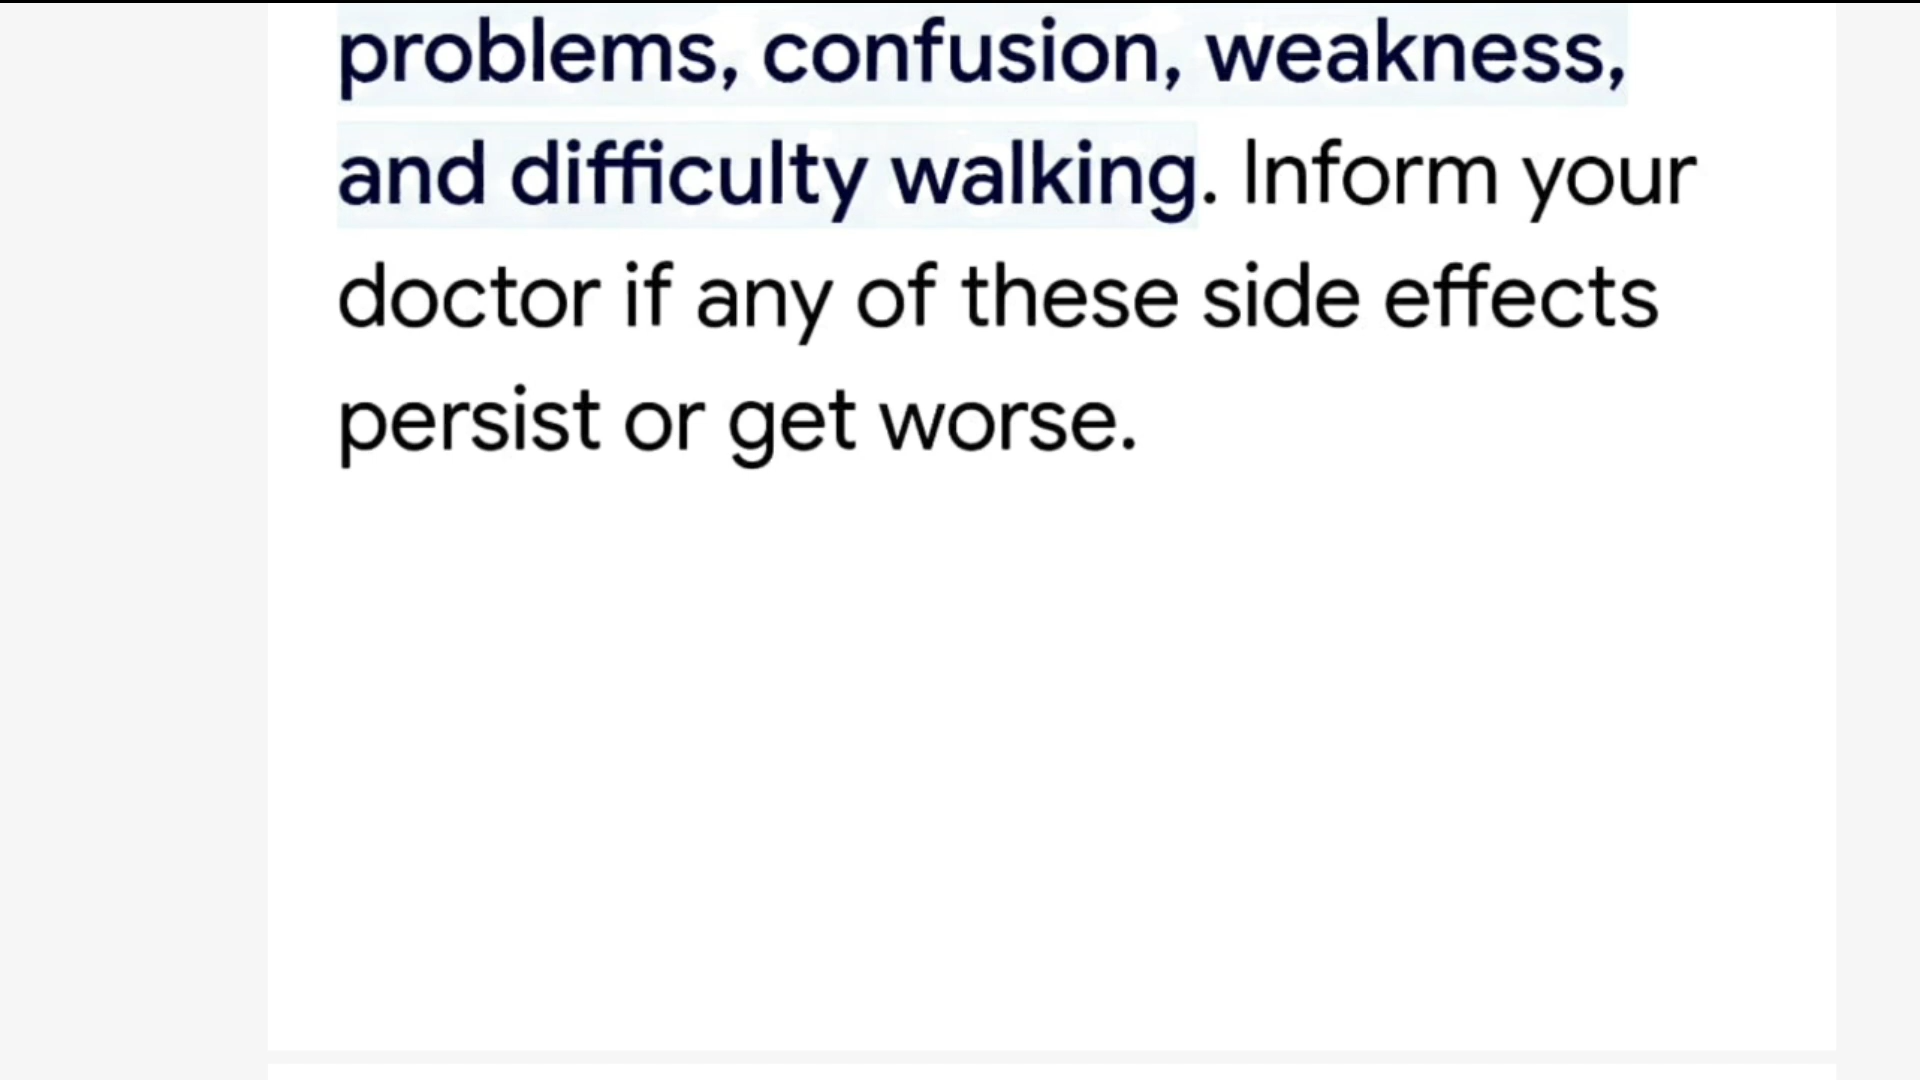 problems, confusion, weakness,
and difficulty walking. Inform your
doctor if any of these side effects
persist or get worse.